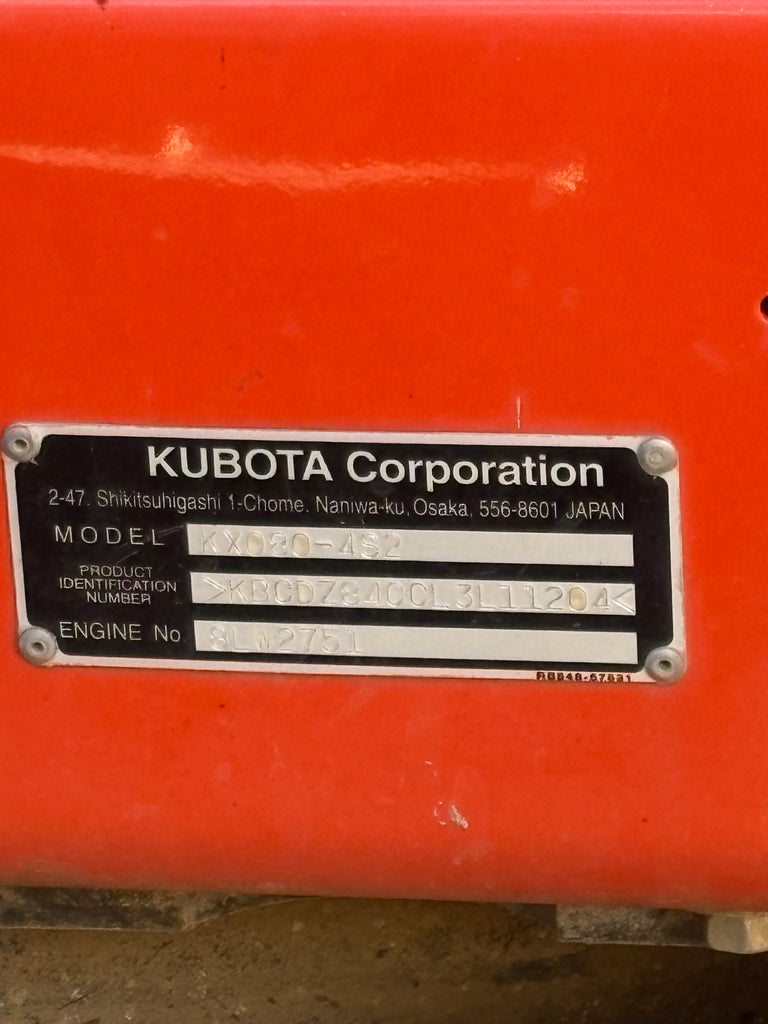 KUBOTA Corporation
2-47. Shikitsuhigashi 1-Chome. Naniwa-ku, Osaka, 556-8601 JAPAN
MODEL KX080-4S2
PRODUCT
IDENTIFICATION
NUMBER
>KBCDZ84CCL3L11204<
ENGINE No 8LW2751